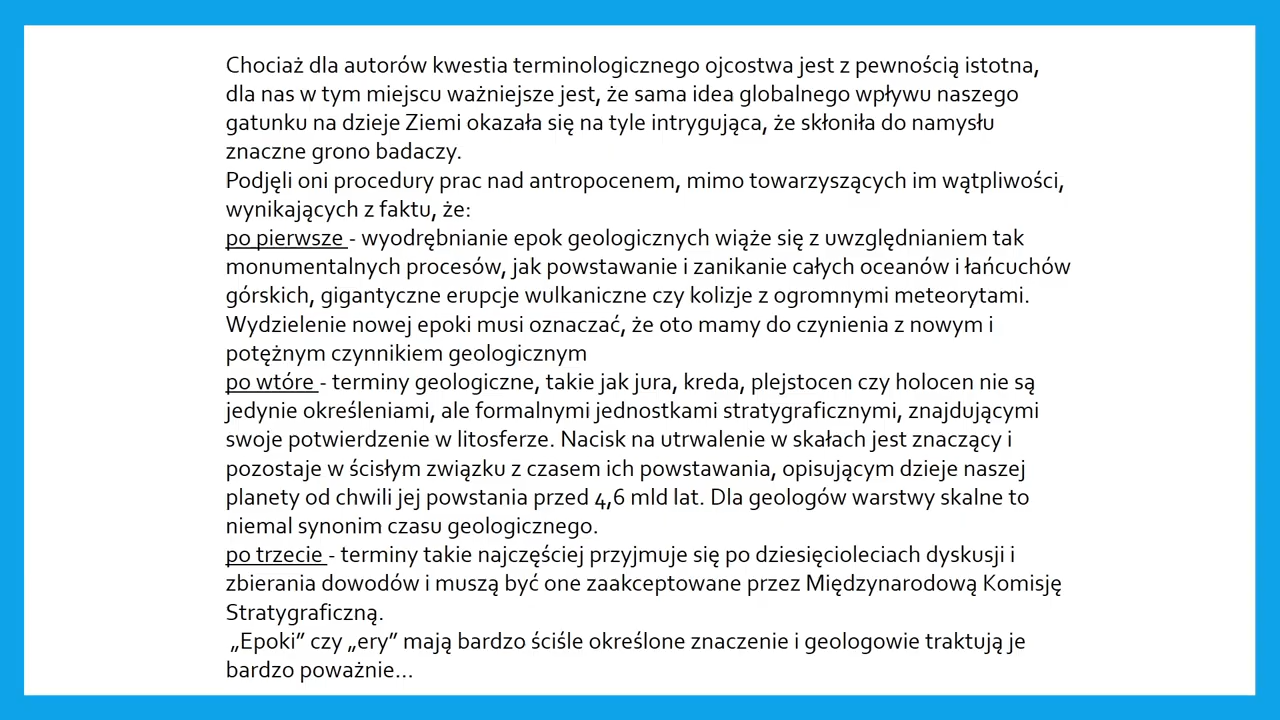 Chociaż dla autorów kwestia terminologicznego ojcostwa jest z pewnością istotna,
dla nas w tym miejscu ważniejsze jest, że sama idea globalnego wpływu naszego
gatunku na dzieje Ziemi okazała się na tyle intrygująca, że skłoniła do namysłu
znaczne grono badaczy.
Podjęli oni procedury prac nad antropocenem, mimo towarzyszących im wątpliwości,
wynikających z faktu, że:
po pierwsze - wyodrębnianie epok geologicznych wiąże się z uwzględnianiem tak
monumentalnych procesów, jak powstawanie i zanikanie całych oceanów i łańcuchów
górskich, gigantyczne erupcje wulkaniczne czy kolizje z ogromnymi meteorytami.
Wydzielenie nowej epoki musi oznaczać, że oto mamy do czynienia z nowym i
potężnym czynnikiem geologicznym
po wtóre - terminy geologiczne, takie jak jura, kreda, plejstocen czy holocen nie są
jedynie określeniami, ale formalnymi jednostkami stratygraficznymi, znajdującymi
swoje potwierdzenie w litosferze. Nacisk na utrwalenie w skałach jest znaczący i
pozostaje w ścisłym związku z czasem ich powstawania, opisującym dzieje naszej
planety od chwili jej powstania przed 4,6 mld lat. Dla geologów warstwy skalne to
niemal synonim czasu geologicznego.
po trzecie - terminy takie najczęściej przyjmuje się po dziesięcioleciach dyskusji i
zbierania dowodów i muszą być one zaakceptowane przez Międzynarodową Komisję
Stratygraficzną.
„Epoki” czy „ery” mają bardzo ściśle określone znaczenie i geologowie traktują je
bardzo poważnie...